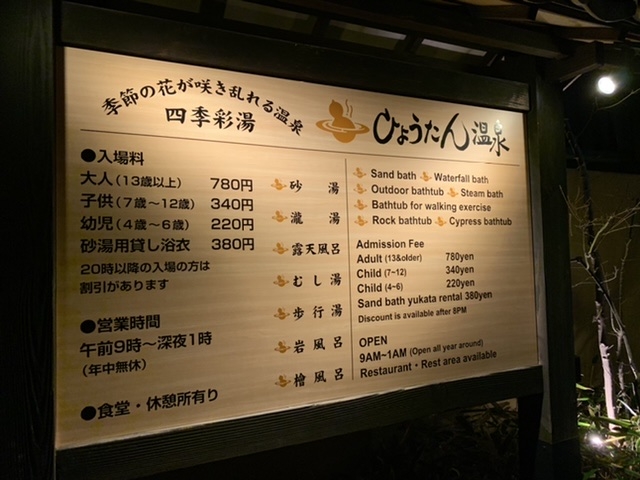 季節の花が咲き乱れる温泉
四季彩湯
ひょうたん温泉
●入場料
大人(13歳以上) 780円
子供(7歳〜12歳) 340円
幼児(4歳〜6歳) 220円
砂湯用貸し浴衣 380円
20時以降の入場の方は
割引があります
●営業時間
午前9時〜深夜1時
(年中無休)
●食堂・休憩所有り
砂湯
瀧湯
露天風呂
むし湯
歩行湯
岩風呂
檜風呂
Sand bath Waterfall bath
Outdoor bathtub Steam bath
Bathtub for walking exercise
Rock bathtub Cypress bathtub
Admission Fee
Adult (13&older) 780yen
Child (7~12) 340yen
Child (4~6) 220yen
Sand bath yukata rental 380yen
Discount is available after 8PM
OPEN
9AM~1AM (Open all year around)
Restaurant・Rest area available